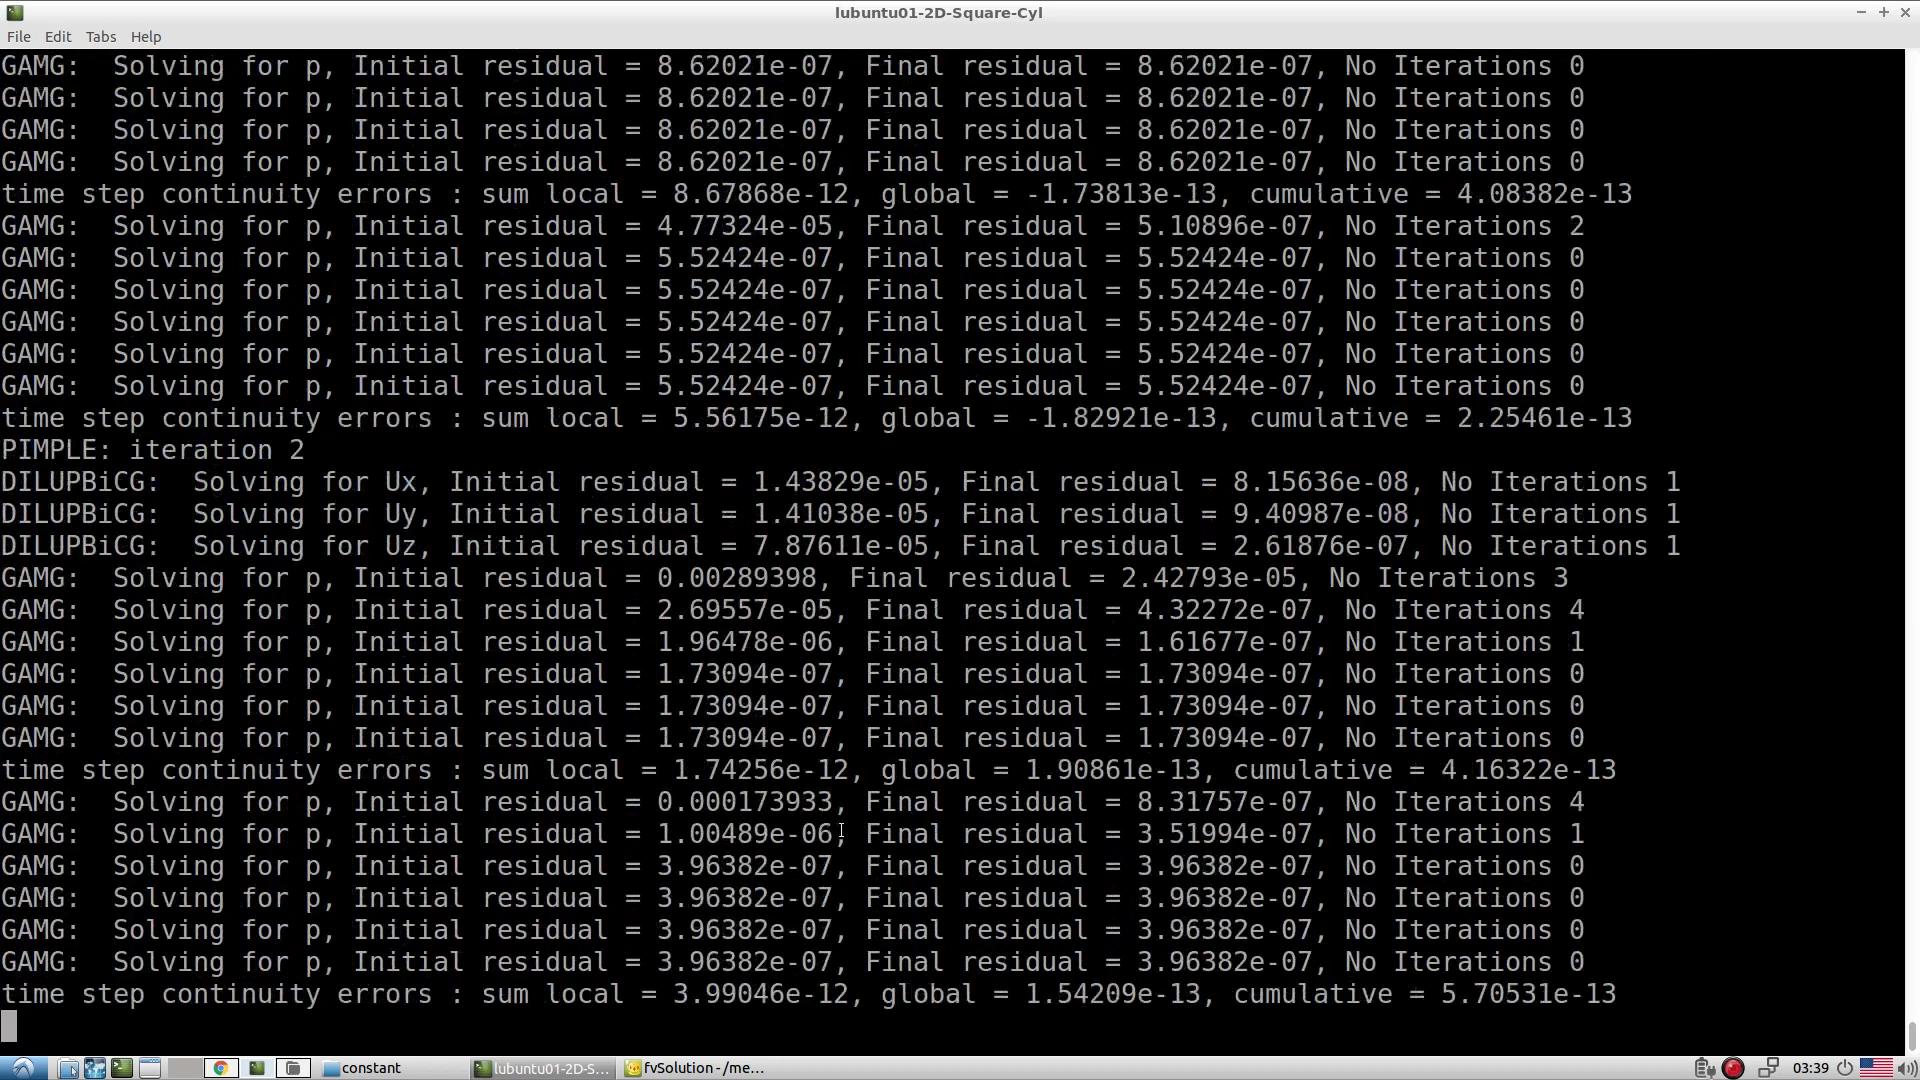 lubuntu01-2D-Square-Cyl
File Edit Tabs Help
GAMG:  Solving for p, Initial residual = 8.62021e-07, Final residual = 8.62021e-07, No Iterations 0
GAMG:  Solving for p, Initial residual = 8.62021e-07, Final residual = 8.62021e-07, No Iterations 0
GAMG:  Solving for p, Initial residual = 8.62021e-07, Final residual = 8.62021e-07, No Iterations 0
GAMG:  Solving for p, Initial residual = 8.62021e-07, Final residual = 8.62021e-07, No Iterations 0
time step continuity errors : sum local = 8.67868e-12, global = -1.73813e-13, cumulative = 4.08382e-13
GAMG:  Solving for p, Initial residual = 4.77324e-05, Final residual = 5.10896e-07, No Iterations 2
GAMG:  Solving for p, Initial residual = 5.52424e-07, Final residual = 5.52424e-07, No Iterations 0
GAMG:  Solving for p, Initial residual = 5.52424e-07, Final residual = 5.52424e-07, No Iterations 0
GAMG:  Solving for p, Initial residual = 5.52424e-07, Final residual = 5.52424e-07, No Iterations 0
GAMG:  Solving for p, Initial residual = 5.52424e-07, Final residual = 5.52424e-07, No Iterations 0
GAMG:  Solving for p, Initial residual = 5.52424e-07, Final residual = 5.52424e-07, No Iterations 0
time step continuity errors : sum local = 5.56175e-12, global = -1.82921e-13, cumulative = 2.25461e-13
PIMPLE: iteration 2
DILUPBiCG:  Solving for Ux, Initial residual = 1.43829e-05, Final residual = 8.15636e-08, No Iterations 1
DILUPBiCG:  Solving for Uy, Initial residual = 1.41038e-05, Final residual = 9.40987e-08, No Iterations 1
DILUPBiCG:  Solving for Uz, Initial residual = 7.87611e-05, Final residual = 2.61876e-07, No Iterations 1
GAMG:  Solving for p, Initial residual = 0.00289398, Final residual = 2.42793e-05, No Iterations 3
GAMG:  Solving for p, Initial residual = 2.69557e-05, Final residual = 4.32272e-07, No Iterations 4
GAMG:  Solving for p, Initial residual = 1.96478e-06, Final residual = 1.61677e-07, No Iterations 1
GAMG:  Solving for p, Initial residual = 1.73094e-07, Final residual = 1.73094e-07, No Iterations 0
GAMG:  Solving for p, Initial residual = 1.73094e-07, Final residual = 1.73094e-07, No Iterations 0
GAMG:  Solving for p, Initial residual = 1.73094e-07, Final residual = 1.73094e-07, No Iterations 0
time step continuity errors : sum local = 1.74256e-12, global = 1.90861e-13, cumulative = 4.16322e-13
GAMG:  Solving for p, Initial residual = 0.000173933, Final residual = 8.31757e-07, No Iterations 4
GAMG:  Solving for p, Initial residual = 1.00489e-06, Final residual = 3.51994e-07, No Iterations 1
GAMG:  Solving for p, Initial residual = 3.96382e-07, Final residual = 3.96382e-07, No Iterations 0
GAMG:  Solving for p, Initial residual = 3.96382e-07, Final residual = 3.96382e-07, No Iterations 0
GAMG:  Solving for p, Initial residual = 3.96382e-07, Final residual = 3.96382e-07, No Iterations 0
GAMG:  Solving for p, Initial residual = 3.96382e-07, Final residual = 3.96382e-07, No Iterations 0
time step continuity errors : sum local = 3.99046e-12, global = 1.54209e-13, cumulative = 5.70531e-13
constant lubuntu01-2D-S... fvSolution - /me... 03:39